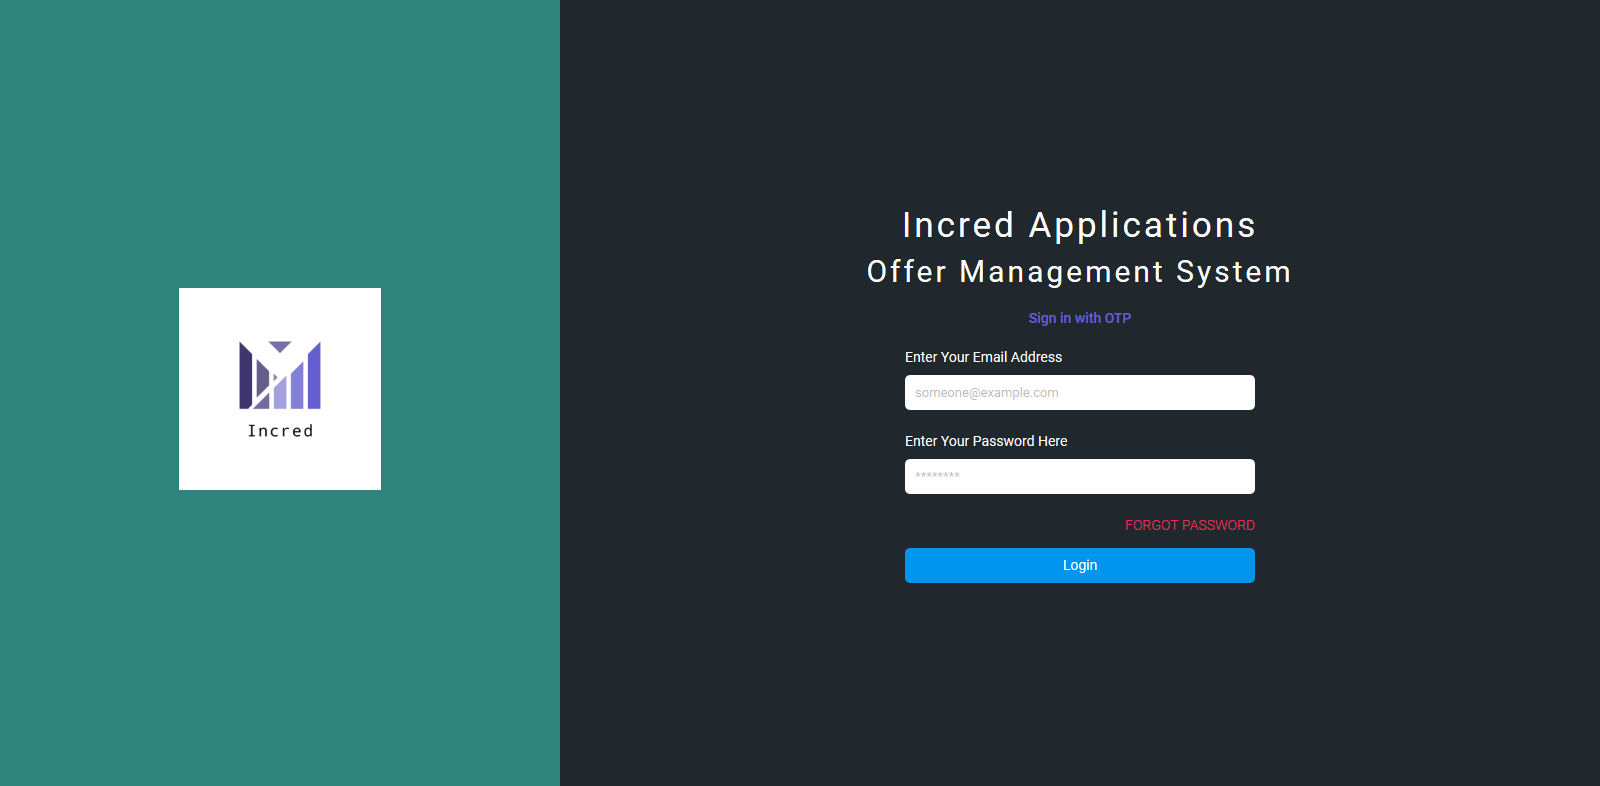 Incred
Incred Applications
Offer Management System
Sign in with OTP
Enter Your Email Address
someone@example.com
Enter Your Password Here
********
FORGOT PASSWORD
Login